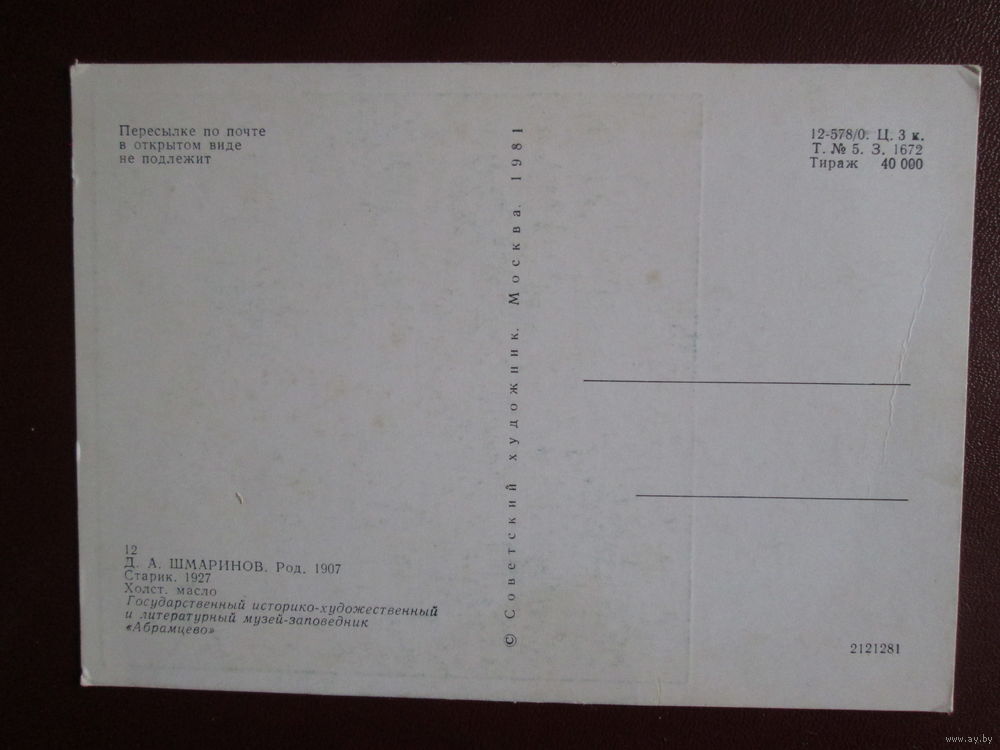 Пересылке по почте
в открытом виде
не подлежит
12-578/0. Ц. 3 к.
Т. № 5. З. 1672
Тираж 40 000
© Советский художник. Москва. 1981
12
Д. А. ШМАРИНОВ. Род. 1907
Старик. 1927
Холст, масло
Государственный историко-художественный
и литературный музей-заповедник
«Абрамцево»
2121281
www.ay.by